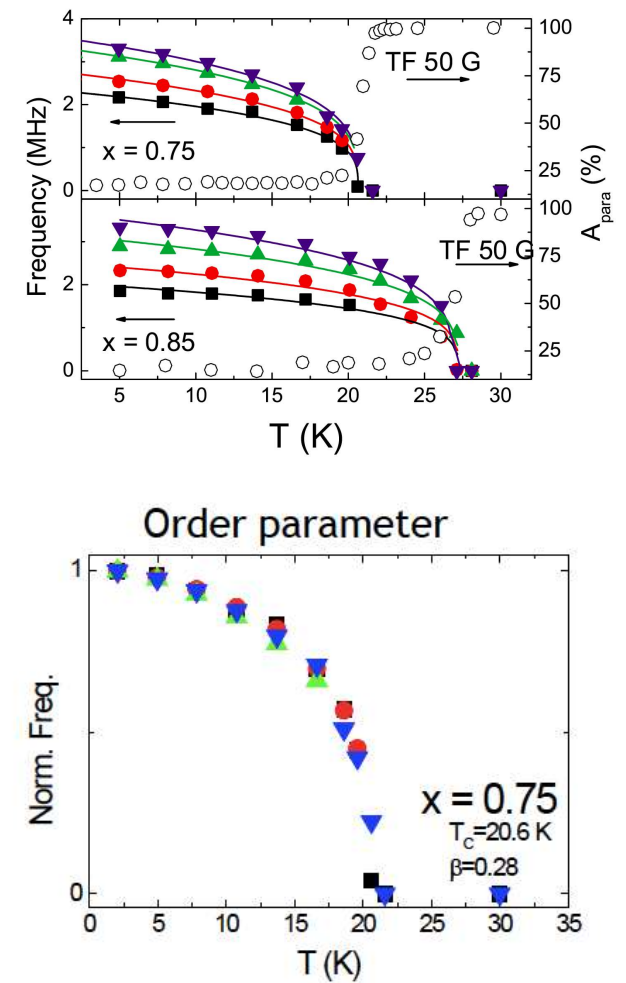 4
2
0
Frequency (MHz)
x = 0.75
TF 50 G
100
75
50
25
A para (%)
2
0
x = 0.85
TF 50 G
100
75
50
25
5 10 15 20 25 30
T (K)
Order parameter
1
0
Norm. Freq.
x = 0.75
T C =20.6 K
β=0.28
0 5 10 15 20 25 30 35
T (K)